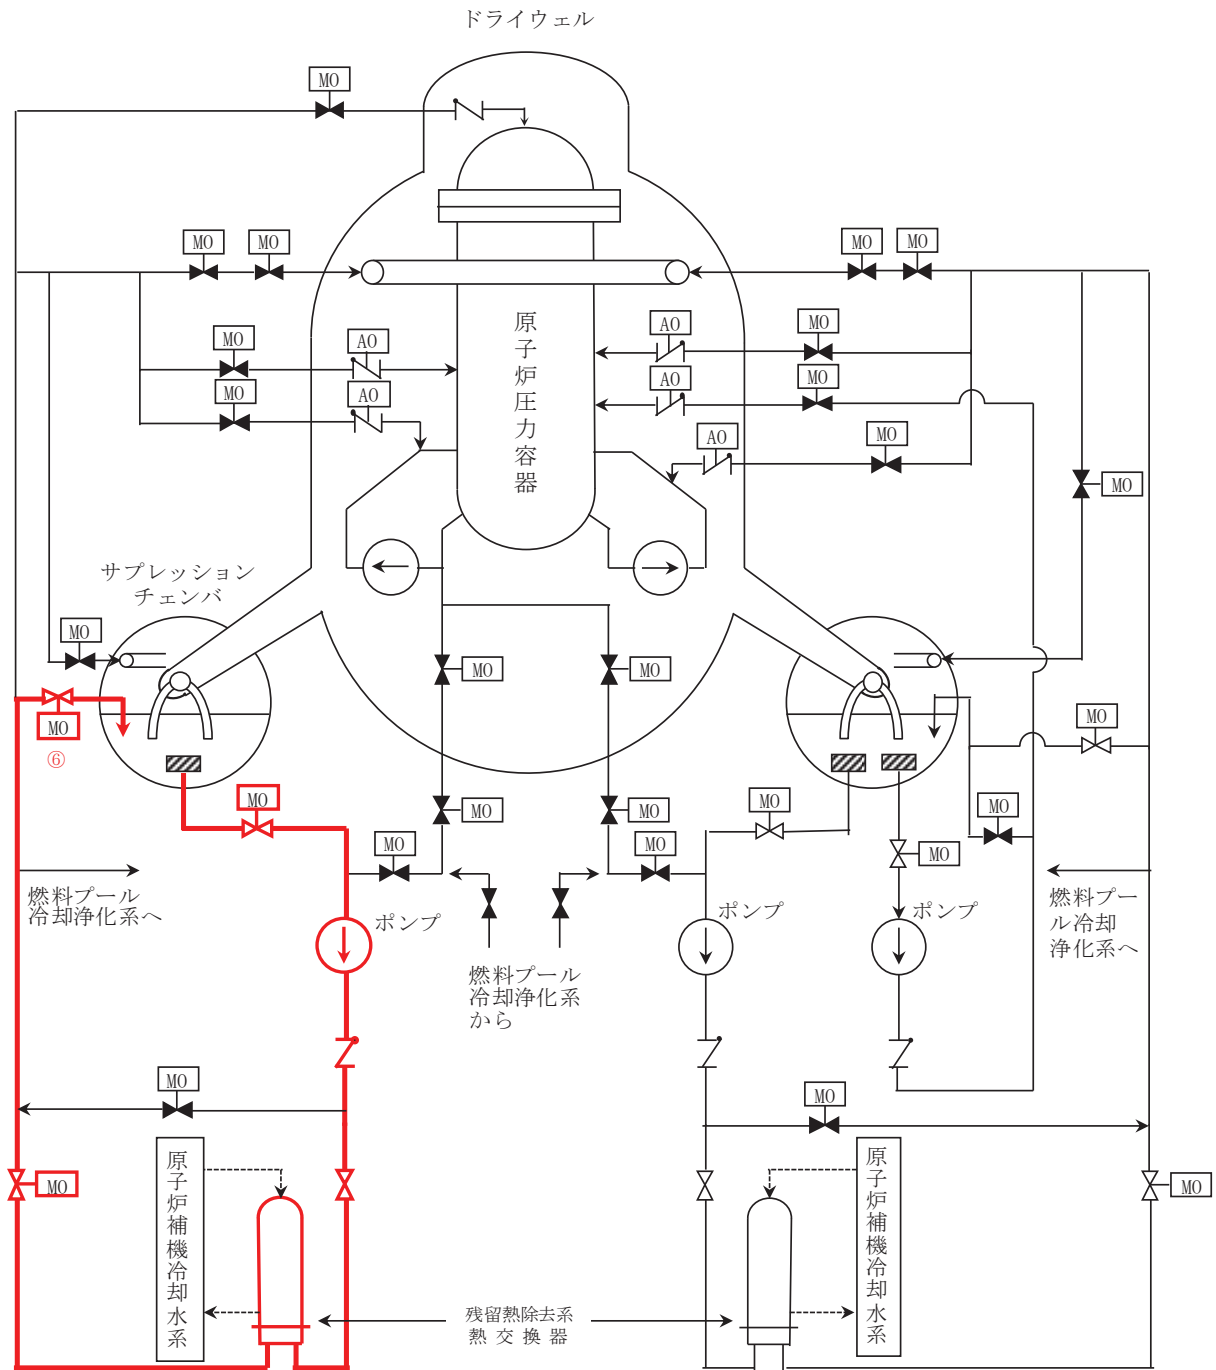 ドライウェル
MO
MO
MO
MO
MO
原子炉圧力容器
MO
AO
MO
AO
AO
MO
AO
MO
AO
MO
MO
サプレッション
チェンバ
MO
MO
⑥
MO
MO
MO
MO
MO
MO
MO
MO
MO
MO
MO
MO
MO
燃料プール
冷却浄化系へ
ポンプ
燃料プール
冷却浄化系
から
ポンプ
ポンプ
燃料プー
ル冷却
浄化系へ
MO
MO
MO
MO
原子炉補機冷却水系
原子炉補機冷却水系
残留熱除去系
熱交換器